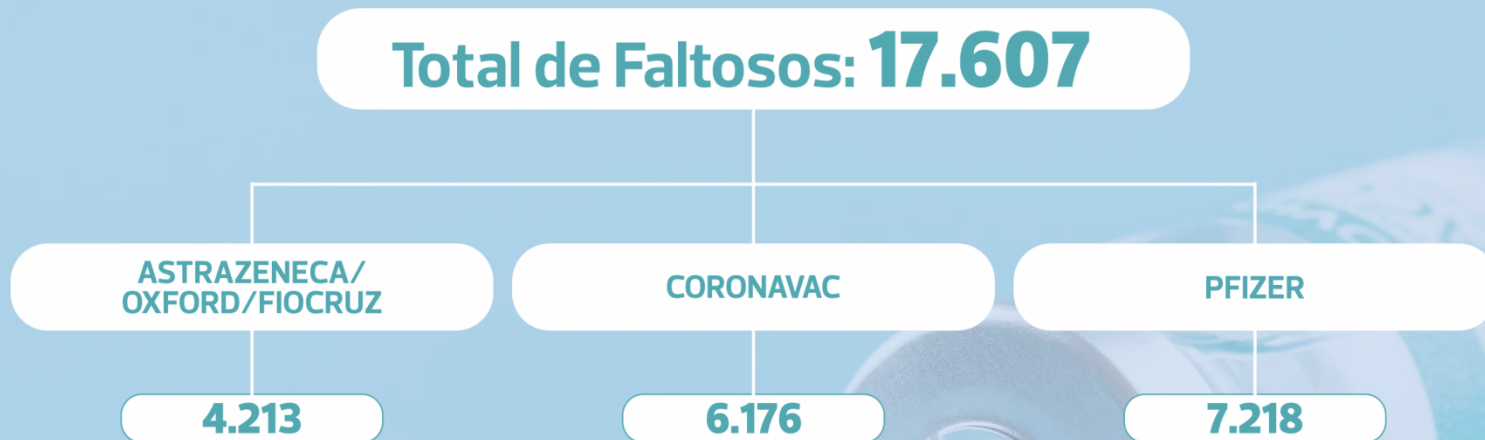 Total de Faltosos: 17.607
ASTRAZENECA/
OXFORD/FIOCRUZ
CORONAVAC
PFIZER
4.213
6.176
7.218